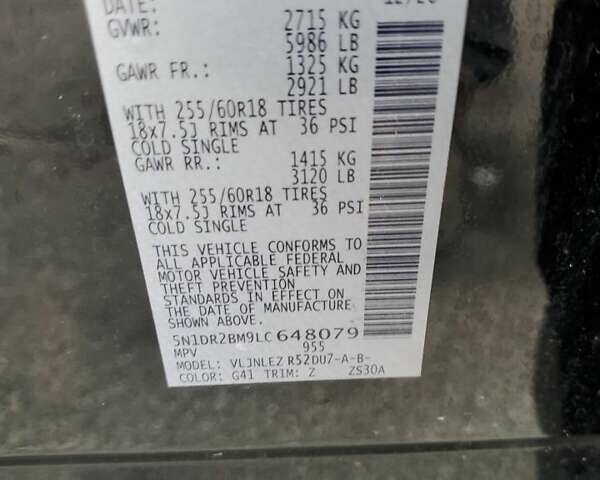 DATE: 12/20
GVWR: 2715 KG
5986 LB
GAWR FR.: 1325 KG
2921 LB
WITH 255/60R18 TIRES
18x7.5J RIMS AT 36 PSI
COLD SINGLE
GAWR RR.: 1415 KG
3120 LB
WITH 255/60R18 TIRES
18x7.5J RIMS AT 36 PSI
COLD SINGLE
THIS VEHICLE CONFORMS TO
ALL APPLICABLE FEDERAL
MOTOR VEHICLE SAFETY AND
THEFT PREVENTION
STANDARDS IN EFFECT ON
THE DATE OF MANUFACTURE
SHOWN ABOVE.
5N1DR2BM9LC648079
MPV 955
MODEL: VLJNLEZ R52DU7-A-B-
COLOR: G41 TRIM: Z ZS30A